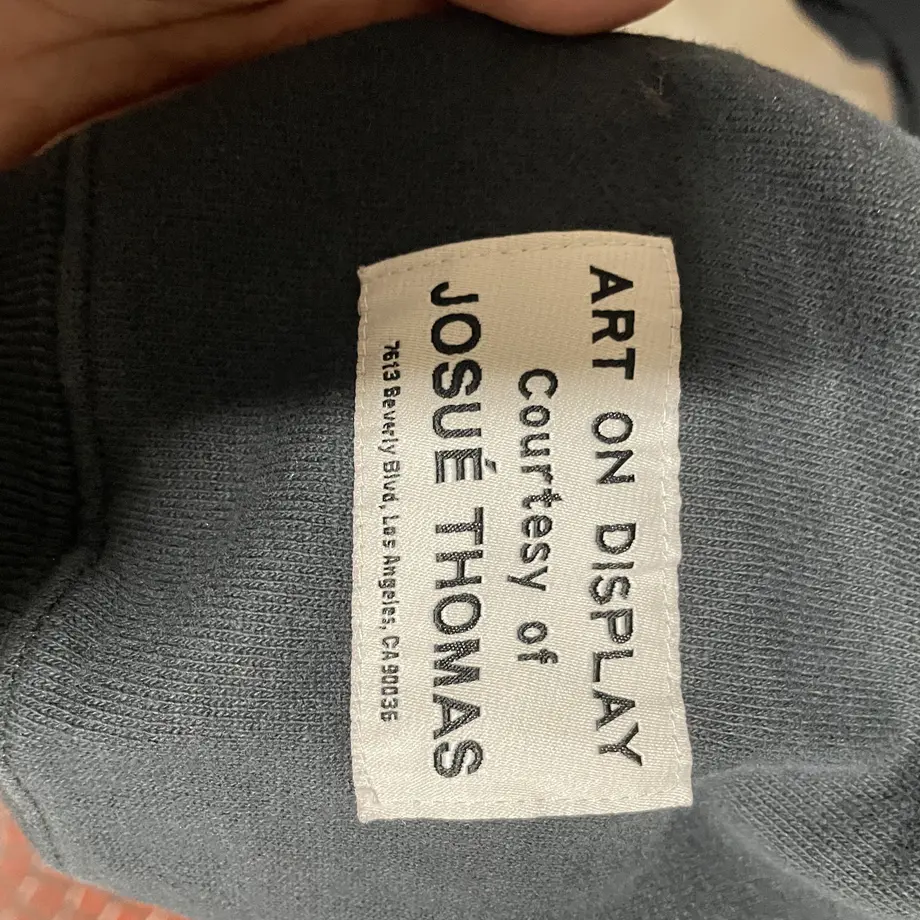 ART ON DISPLAY
Courtesy of
JOSUÉ THOMAS
7613 Beverly Blvd, Los Angeles, CA 90036